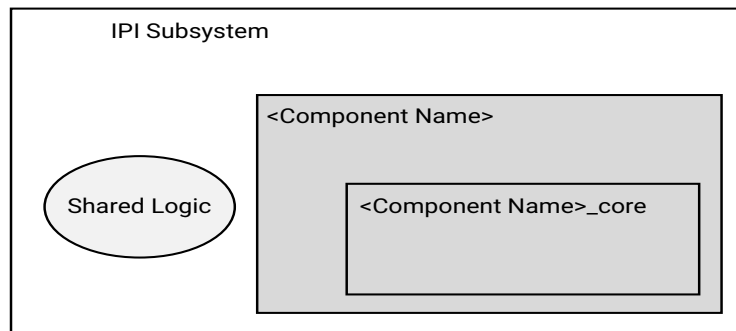 IPI Subsystem
<Component Name>
Shared Logic
<Component Name>_core